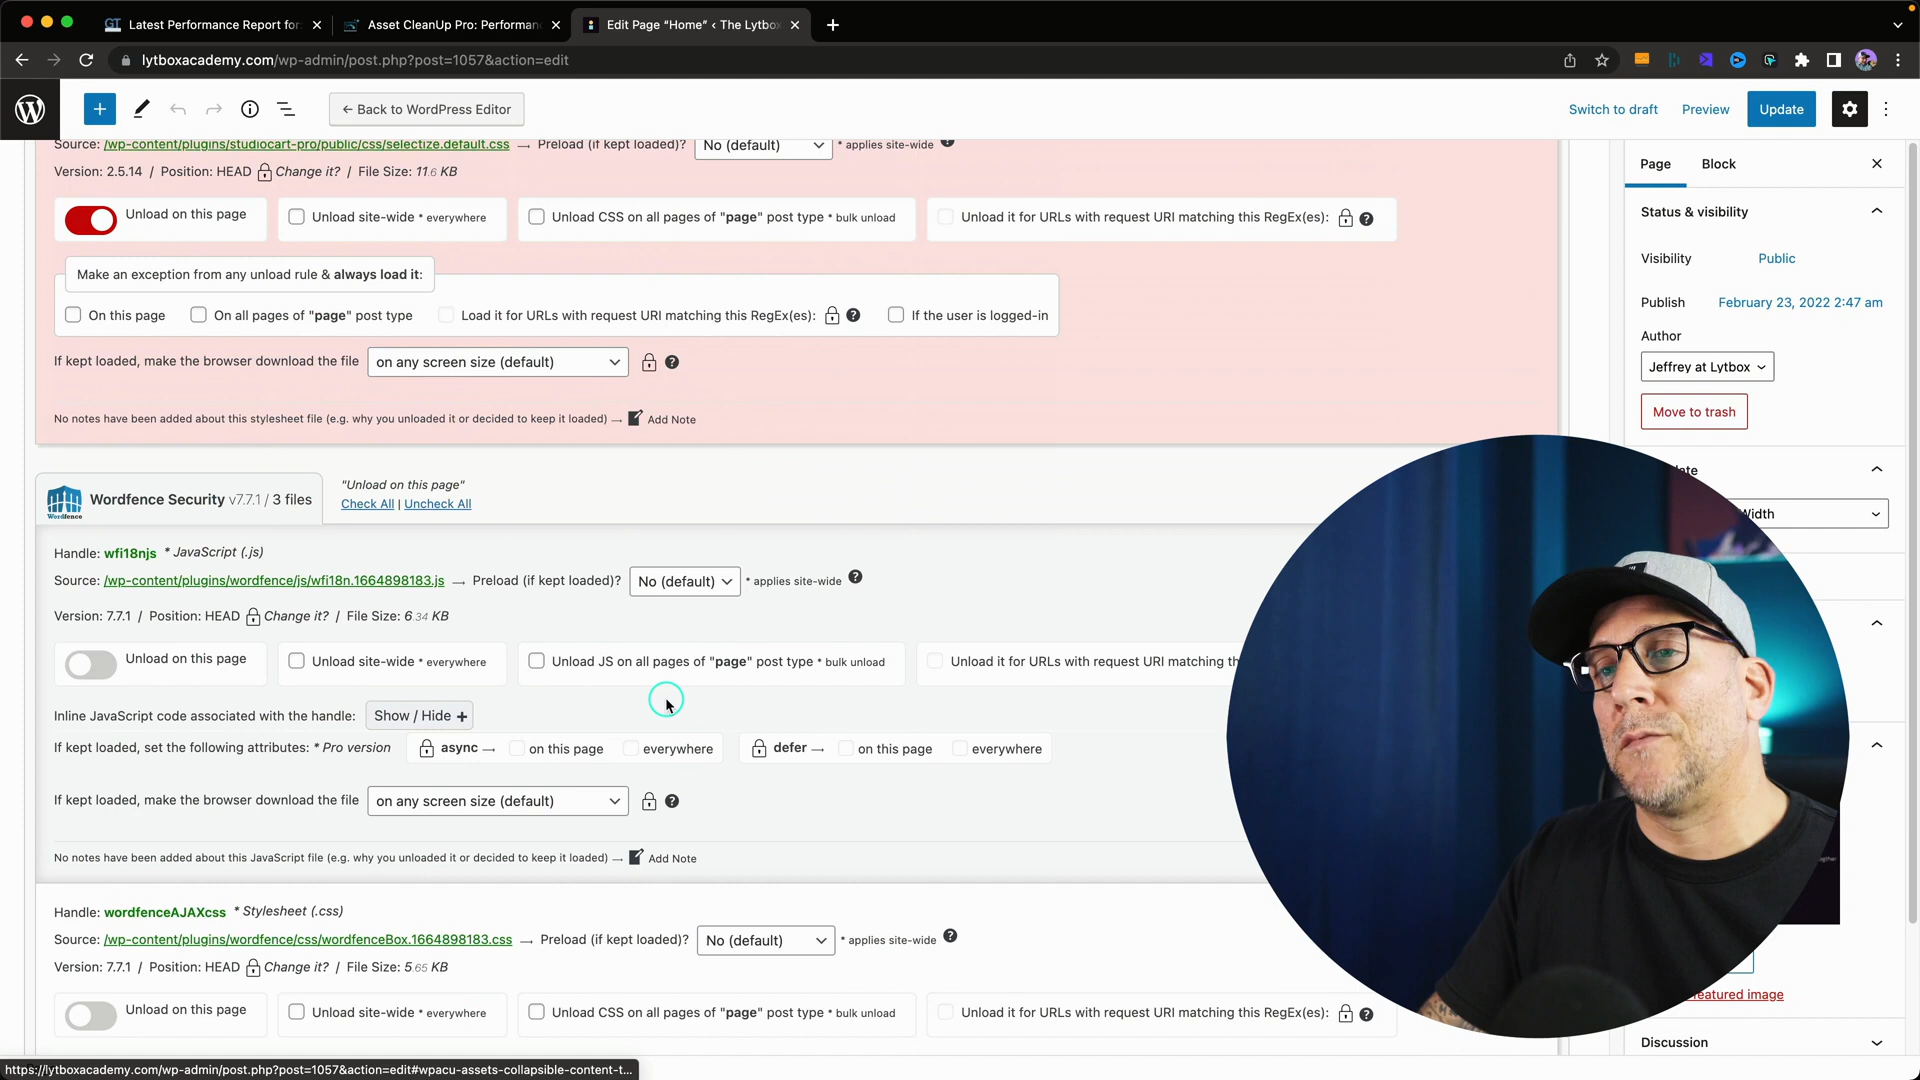 Latest Performance Report for:
Asset CleanUp Pro: Performan
Edit Page “Home” ‹ The Lytbo
lytboxacademy.com/wp-admin/post.php?post=1057&action=edit
← Back to WordPress Editor
Switch to draft
Preview
Update
Source: /wp-content/plugins/studiocart-pro/public/css/selectize.default.css → Preload (if kept loaded)? No (default) * applies site-wide
Version: 2.5.14 / Position: HEAD Change it? / File Size: 11.6 KB
Unload on this page
Unload site-wide * everywhere
Unload CSS on all pages of "page" post type * bulk unload
Unload it for URLs with request URI matching this RegEx(es):
Make an exception from any unload rule & always load it:
On this page
On all pages of "page" post type
Load it for URLs with request URI matching this RegEx(es):
If the user is logged-in
If kept loaded, make the browser download the file on any screen size (default)
No notes have been added about this stylesheet file (e.g. why you unloaded it or decided to keep it loaded) → Add Note
Wordfence Security v7.7.1 / 3 files
Wordfence
"Unload on this page"
Check All | Uncheck All
Handle: wfi18njs * JavaScript (.js)
Source: /wp-content/plugins/wordfence/js/wfi18n.1664898183.js → Preload (if kept loaded)? No (default) * applies site-wide
Version: 7.7.1 / Position: HEAD Change it? / File Size: 6.34 KB
Unload on this page
Unload site-wide * everywhere
Unload JS on all pages of "page" post type * bulk unload
Unload it for URLs with request URI matching th
Inline JavaScript code associated with the handle: Show / Hide +
If kept loaded, set the following attributes: * Pro version async → on this page everywhere defer → on this page everywhere
If kept loaded, make the browser download the file on any screen size (default)
No notes have been added about this JavaScript file (e.g. why you unloaded it or decided to keep it loaded) → Add Note
Handle: wordfenceAJAXcss * Stylesheet (.css)
Source: /wp-content/plugins/wordfence/css/wordfenceBox.1664898183.css → Preload (if kept loaded)? No (default) * applies site-wide
Version: 7.7.1 / Position: HEAD Change it? / File Size: 5.65 KB
Unload on this page
Unload site-wide * everywhere
Unload CSS on all pages of "page" post type * bulk unload
Unload it for URLs with request URI matching this RegEx(es):
https://lytboxacademy.com/wp-admin/post.php?post=1057&action=edit#wpacu-assets-collapsible-content-t...
Page
Block
Status & visibility
Visibility
Public
Publish
February 23, 2022 2:47 am
Author
Jeffrey at Lytbox
Move to trash
late
Width
featured image
Discussion